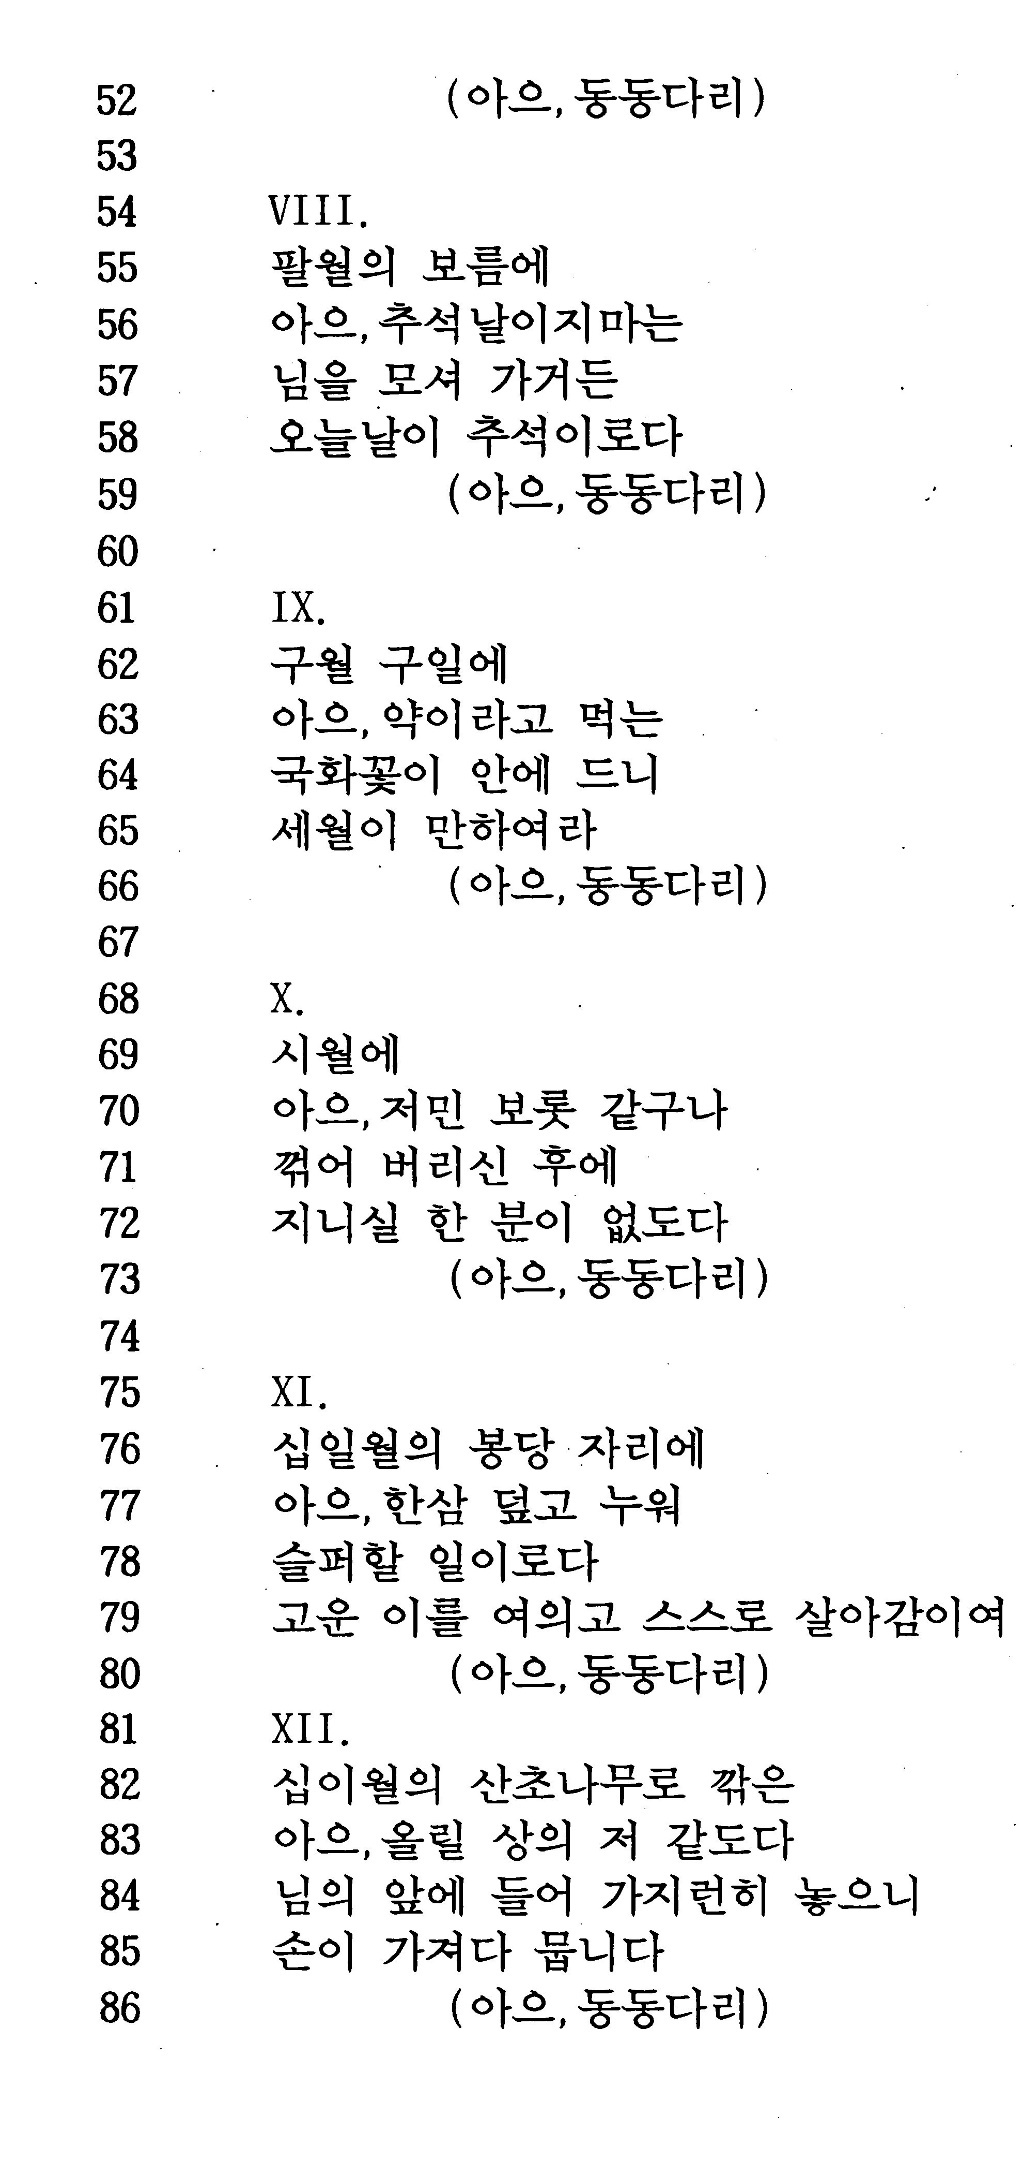 52 (아으,동동다리)
53
54 VIII.
55 팔월의 보름에
56 아으,추석날이지마는
57 님을 모셔 가거든
58 오늘날이 추석이로다
59 (아으,동동다리)
60
61 IX.
62 구월 구일에
63 아으,약이라고 먹는
64 국화꽃이 안에 드니
65 세월이 만하여라
66 (아으,동동다리)
67
68 X.
69 시월에
70 아으,저민 보롯 같구나
71 꺾어 버리신 후에
72 지니실 한 분이 없도다
73 (아으,동동다리)
74
75 XI.
76 십일월의 봉당 자리에
77 아으,한삼 덮고 누워
78 슬퍼할 일이로다
79 고운 이를 여의고 스스로 살아감이여
80 (아으,동동다리)
81 XII.
82 십이월의 산초나무로 깎은
83 아으,올릴 상의 저 같도다
84 님의 앞에 들어 가지런히 놓으니
85 손이 가져다 뭅니다
86 (아으,동동다리)